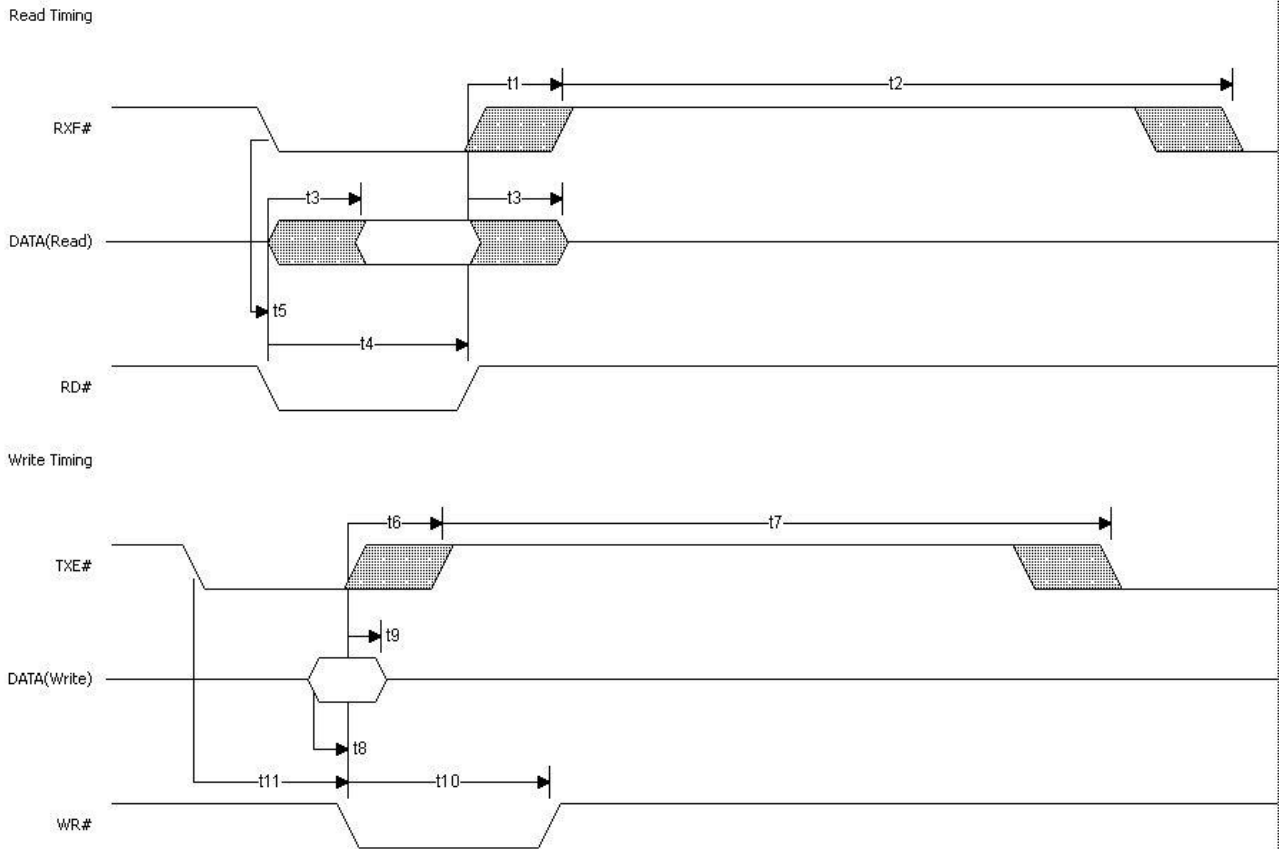 Read Timing
t1 t2
RXF#
t3 t3
DATA(Read)
t5
t4
RD#
Write Timing
t6 t7
TXE#
t9
DATA(Write)
t8
t11 t10
WR#